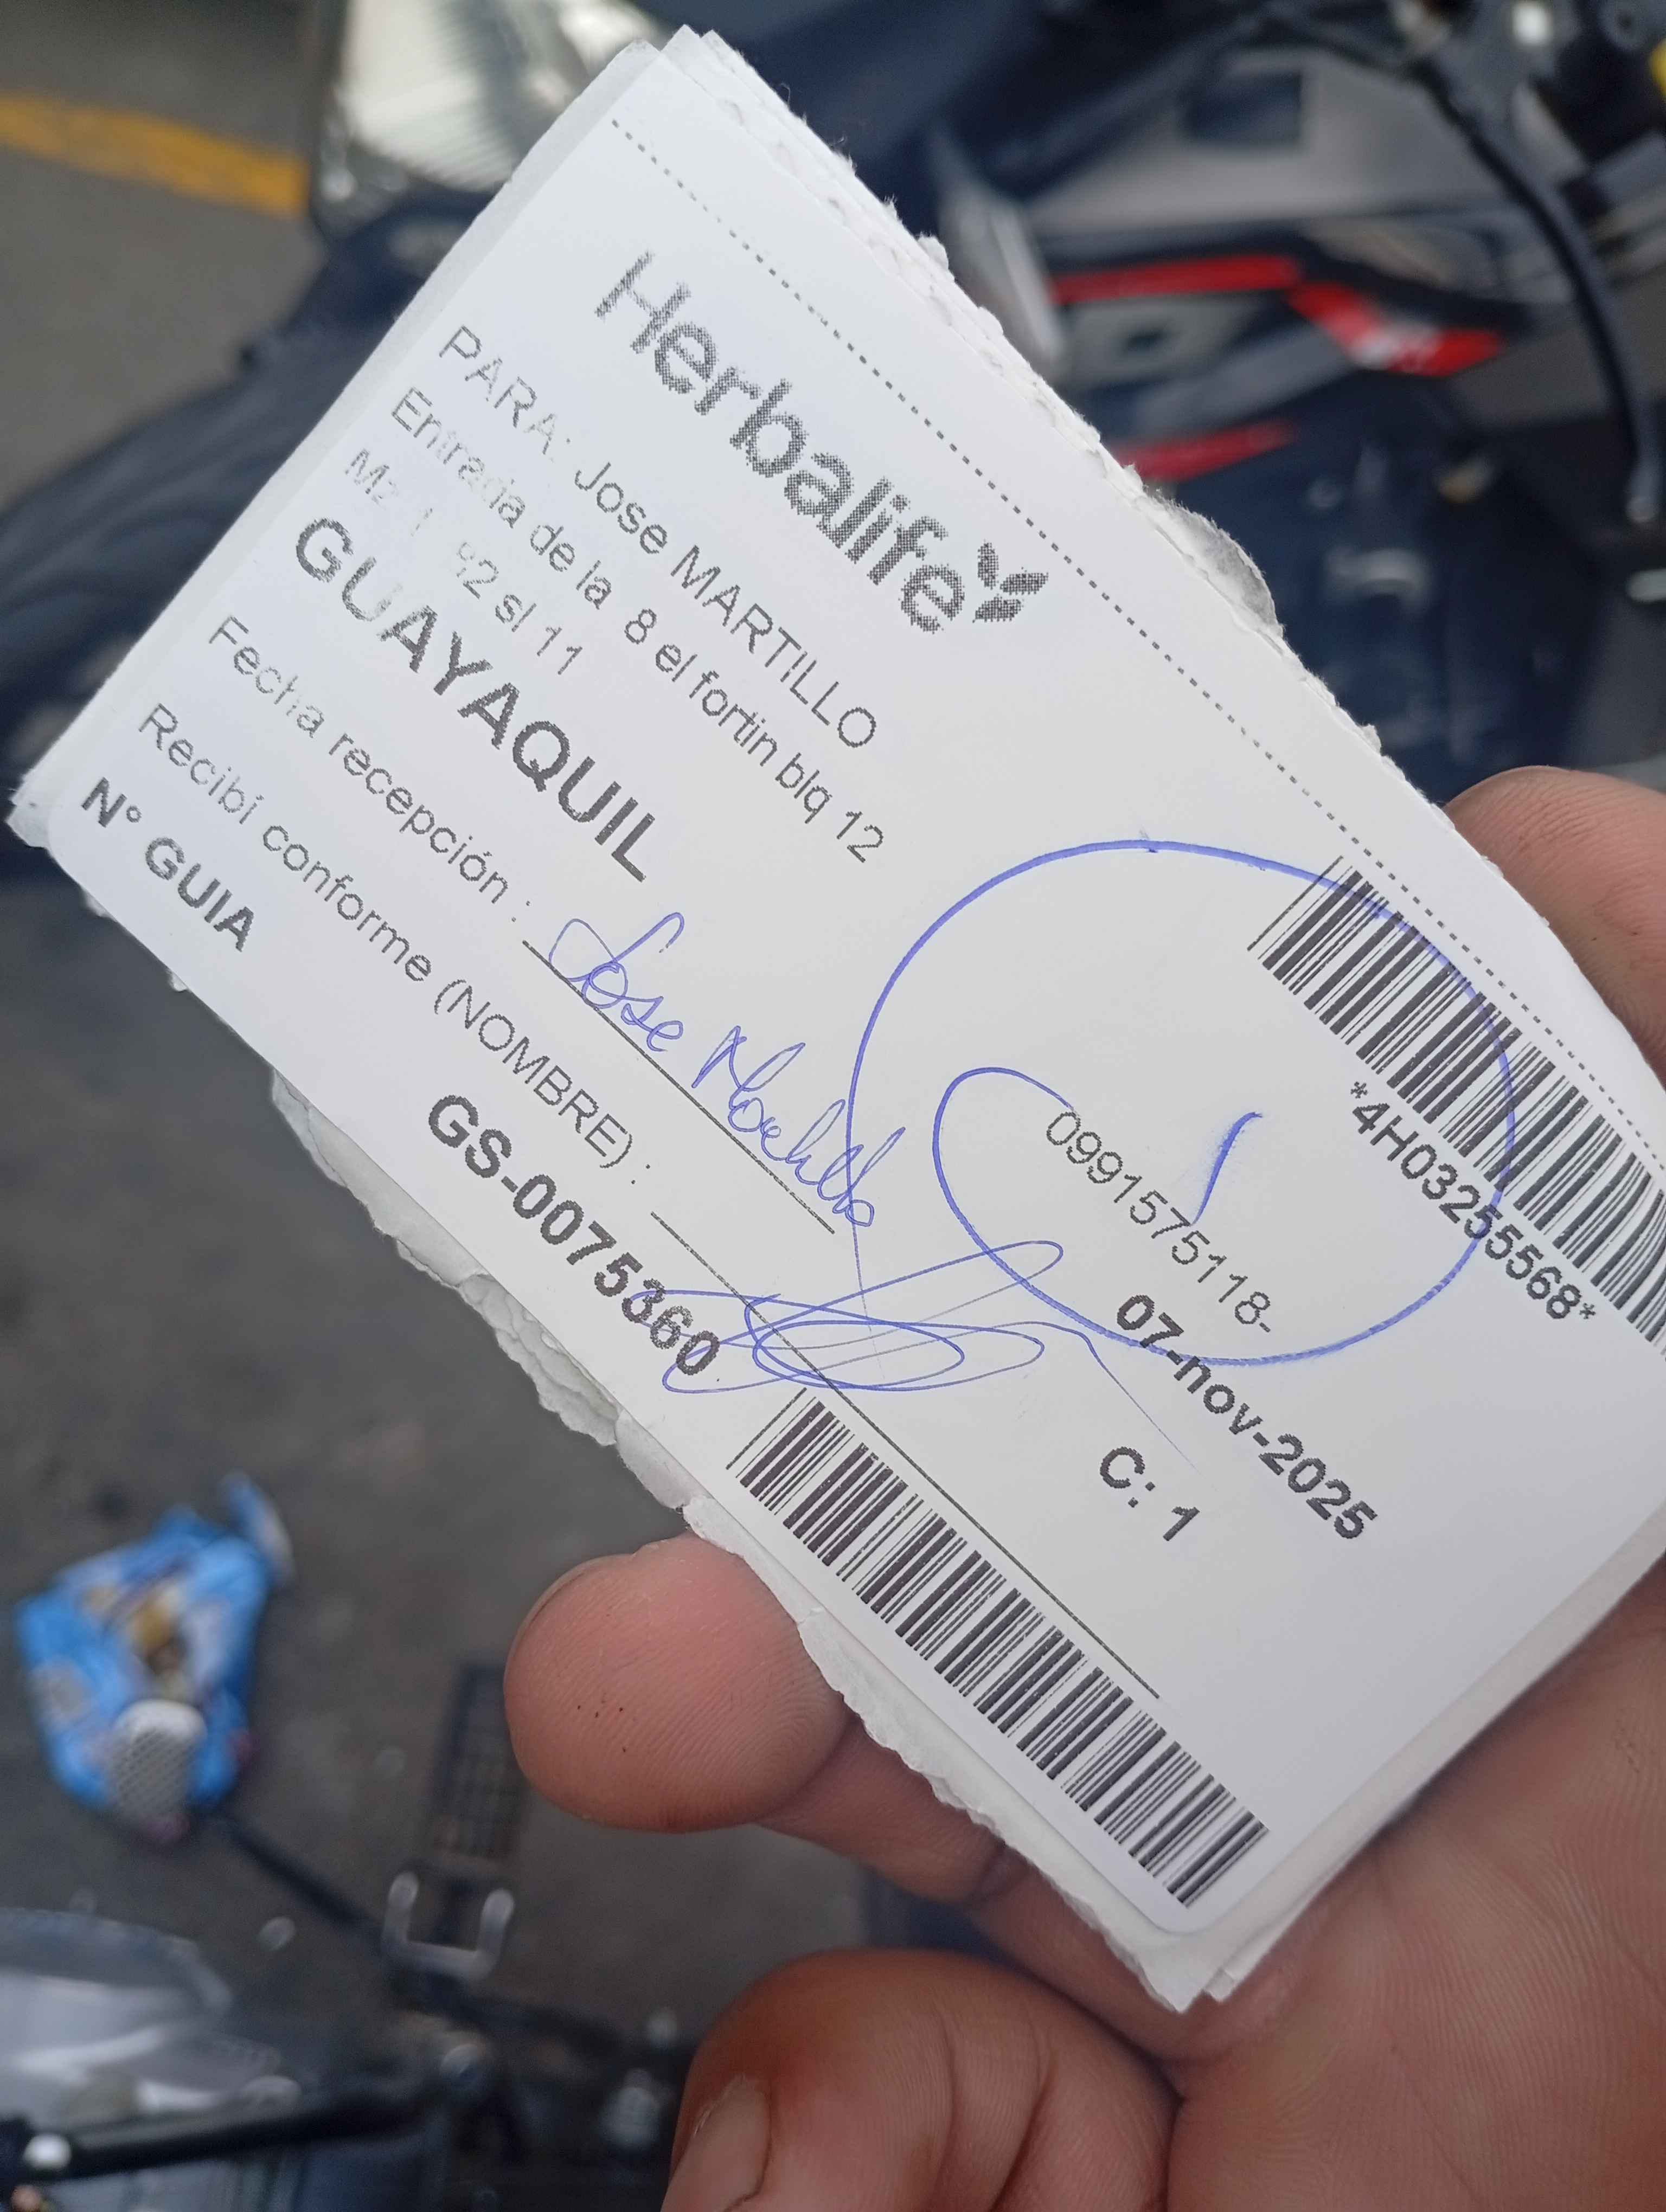 Herbalife
*4H03255568*
PARA: Jose MARTILLO
Entrada de la 8 el fortin blq 12
sl 11
0991575118-
GUAYAQUIL
07-nov-2025
Fecha recepción :
Jose
C: 1
Recibí conforme (NOMBRE) :
N° GUIA
GS-0075360